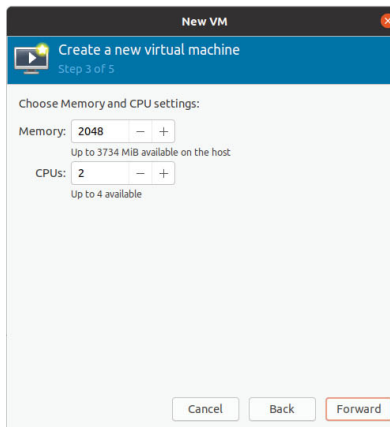 New VM
Create a new virtual machine
Step 3 of 5
Choose Memory and CPU settings:
Memory: 2048 − +
Up to 3734 MiB available on the host
CPUs: 2 − +
Up to 4 available
Cancel Back Forward